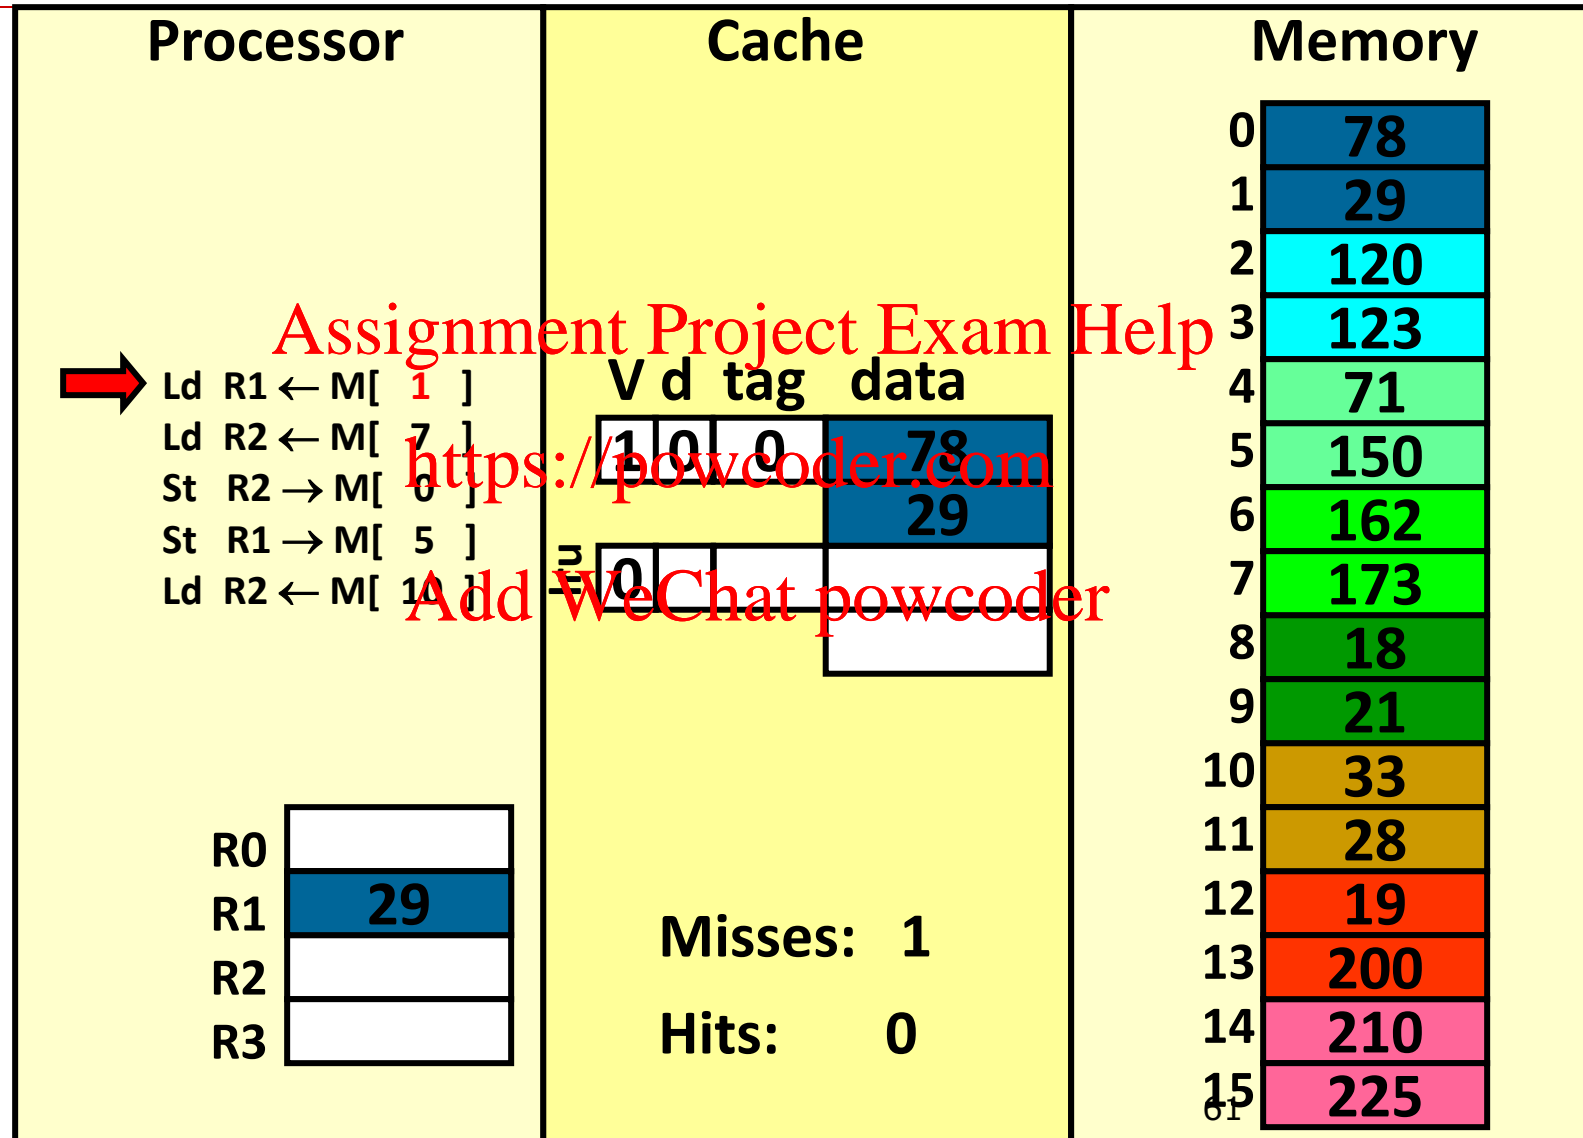 Processor
Ld R1 ← M[ 1 ]
Ld R2 ← M[ 7 ]
St R2 → M[ 0 ]
St R1 → M[ 5 ]
Ld R2 ← M[ 10 ]
R0
R1 29
R2
R3
Cache
V d tag data
1 0 0 78
29
lru 0
Misses: 1
Hits: 0
Memory
0 78
1 29
2 120
3 123
4 71
5 150
6 162
7 173
8 18
9 21
10 33
11 28
12 19
13 200
14 210
15 225
61
Assignment Project Exam Help
https://powcoder.com
Add WeChat powcoder